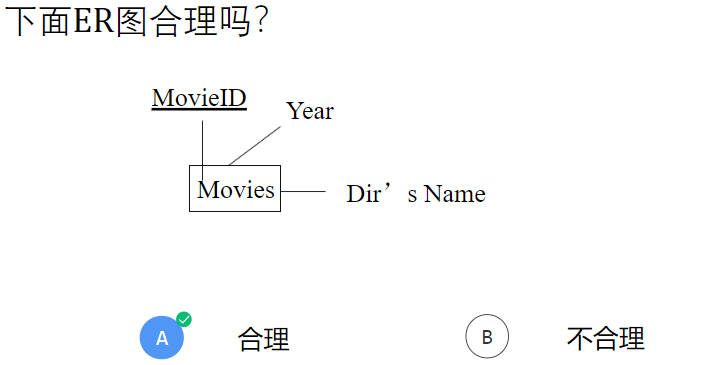 下面ER图合理吗？
MovieID
Year
Movies
Dir’s Name
A 合理
B 不合理